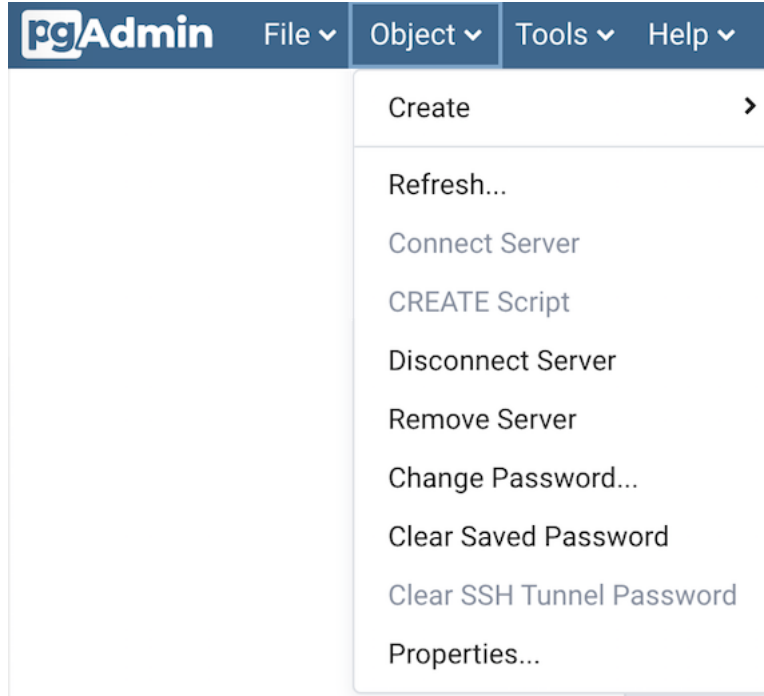 pgAdmin File Object Tools Help
Create
Refresh...
Connect Server
CREATE Script
Disconnect Server
Remove Server
Change Password...
Clear Saved Password
Clear SSH Tunnel Password
Properties...